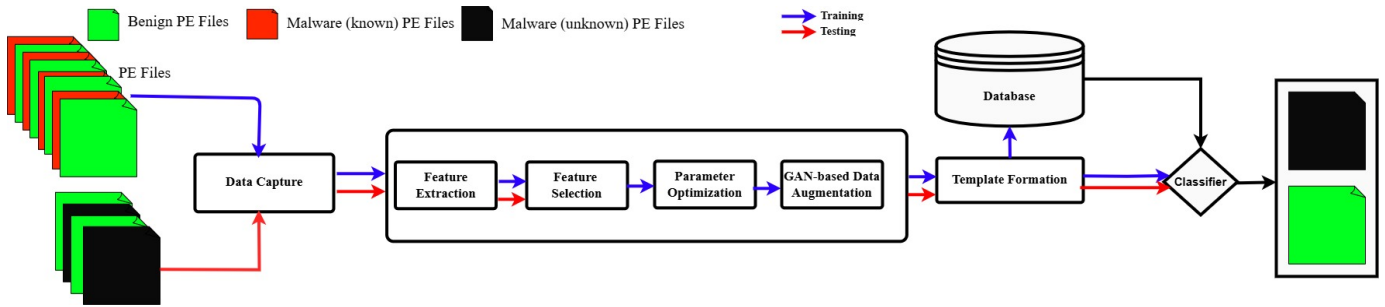 Benign PE Files
Malware (known) PE Files
Malware (unknown) PE Files
Training
Testing
PE Files
Database
Data Capture
Feature
Extraction
Feature
Selection
Parameter
Optimization
GAN-based Data
Augmentation
Template Formation
Classifier